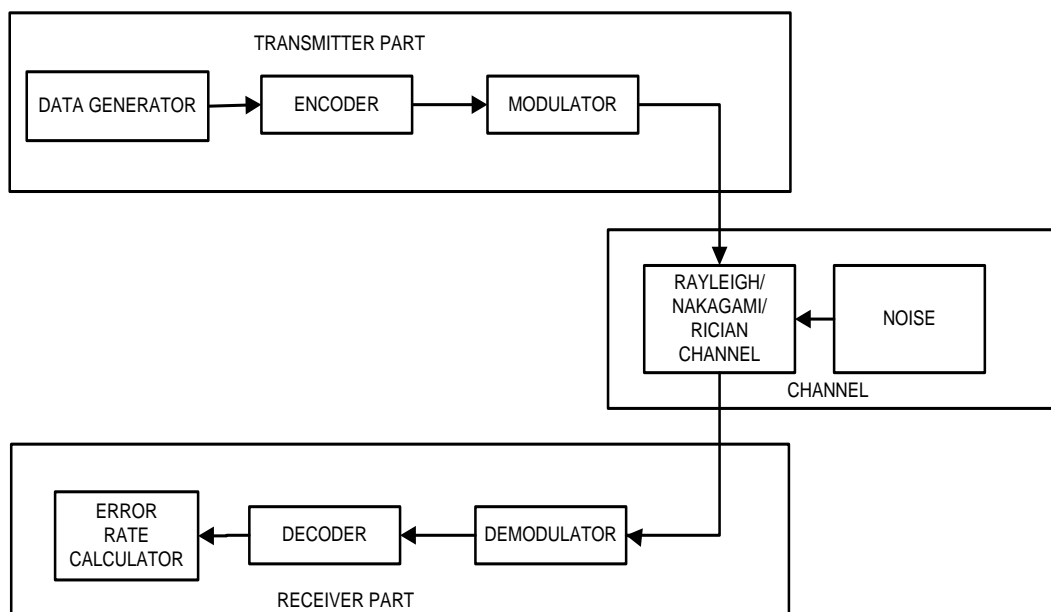 TRANSMITTER PART
DATA GENERATOR
ENCODER
MODULATOR
RAYLEIGH/
NAKAGAMI/
RICIAN
CHANNEL
NOISE
CHANNEL
ERROR
RATE
CALCULATOR
DECODER
DEMODULATOR
RECEIVER PART